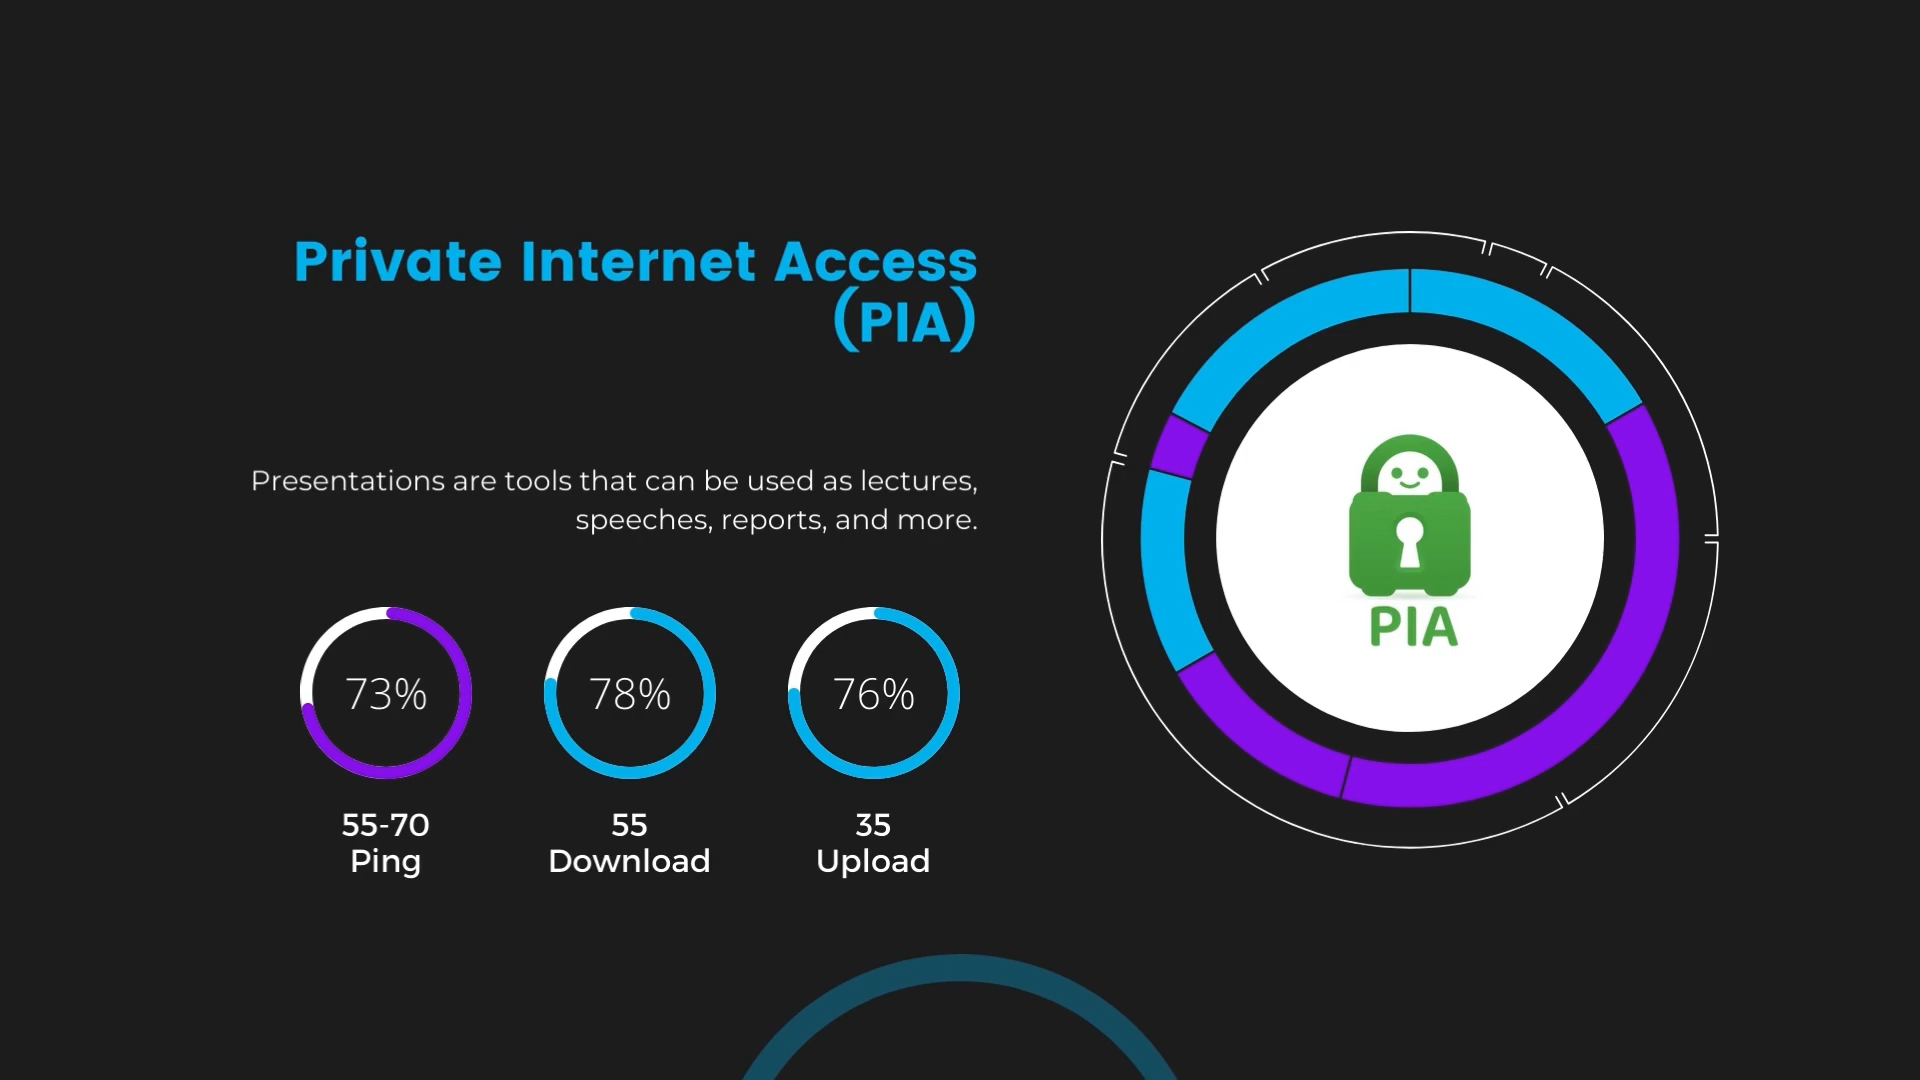 Private Internet Access
(PIA)
Presentations are tools that can be used as lectures,
speeches, reports, and more.
73%
78%
76%
55-70
Ping
55
Download
35
Upload
PIA